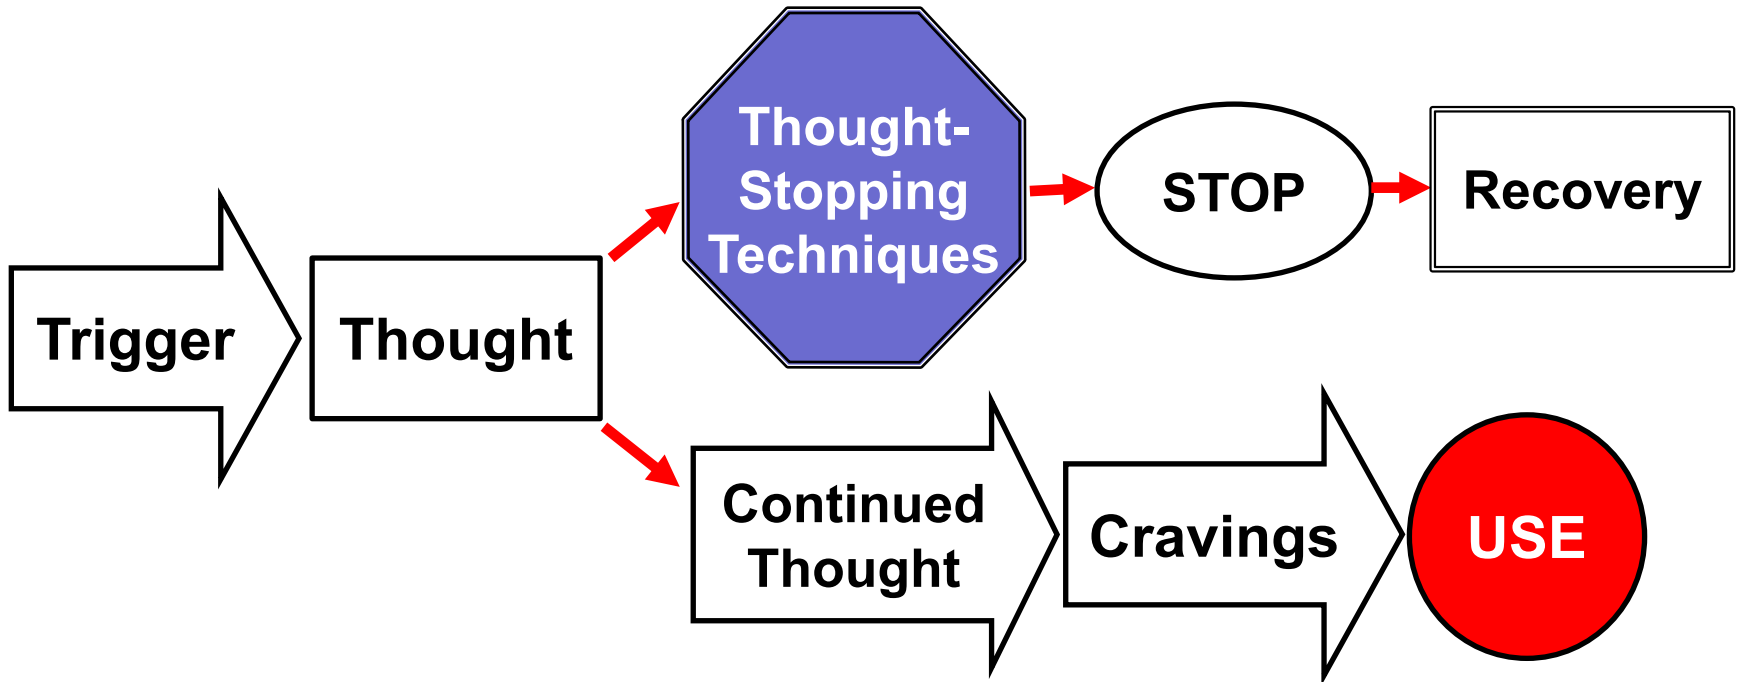 Trigger
Thought
Thought-
Stopping
Techniques
STOP
Recovery
Continued
Thought
Cravings
USE